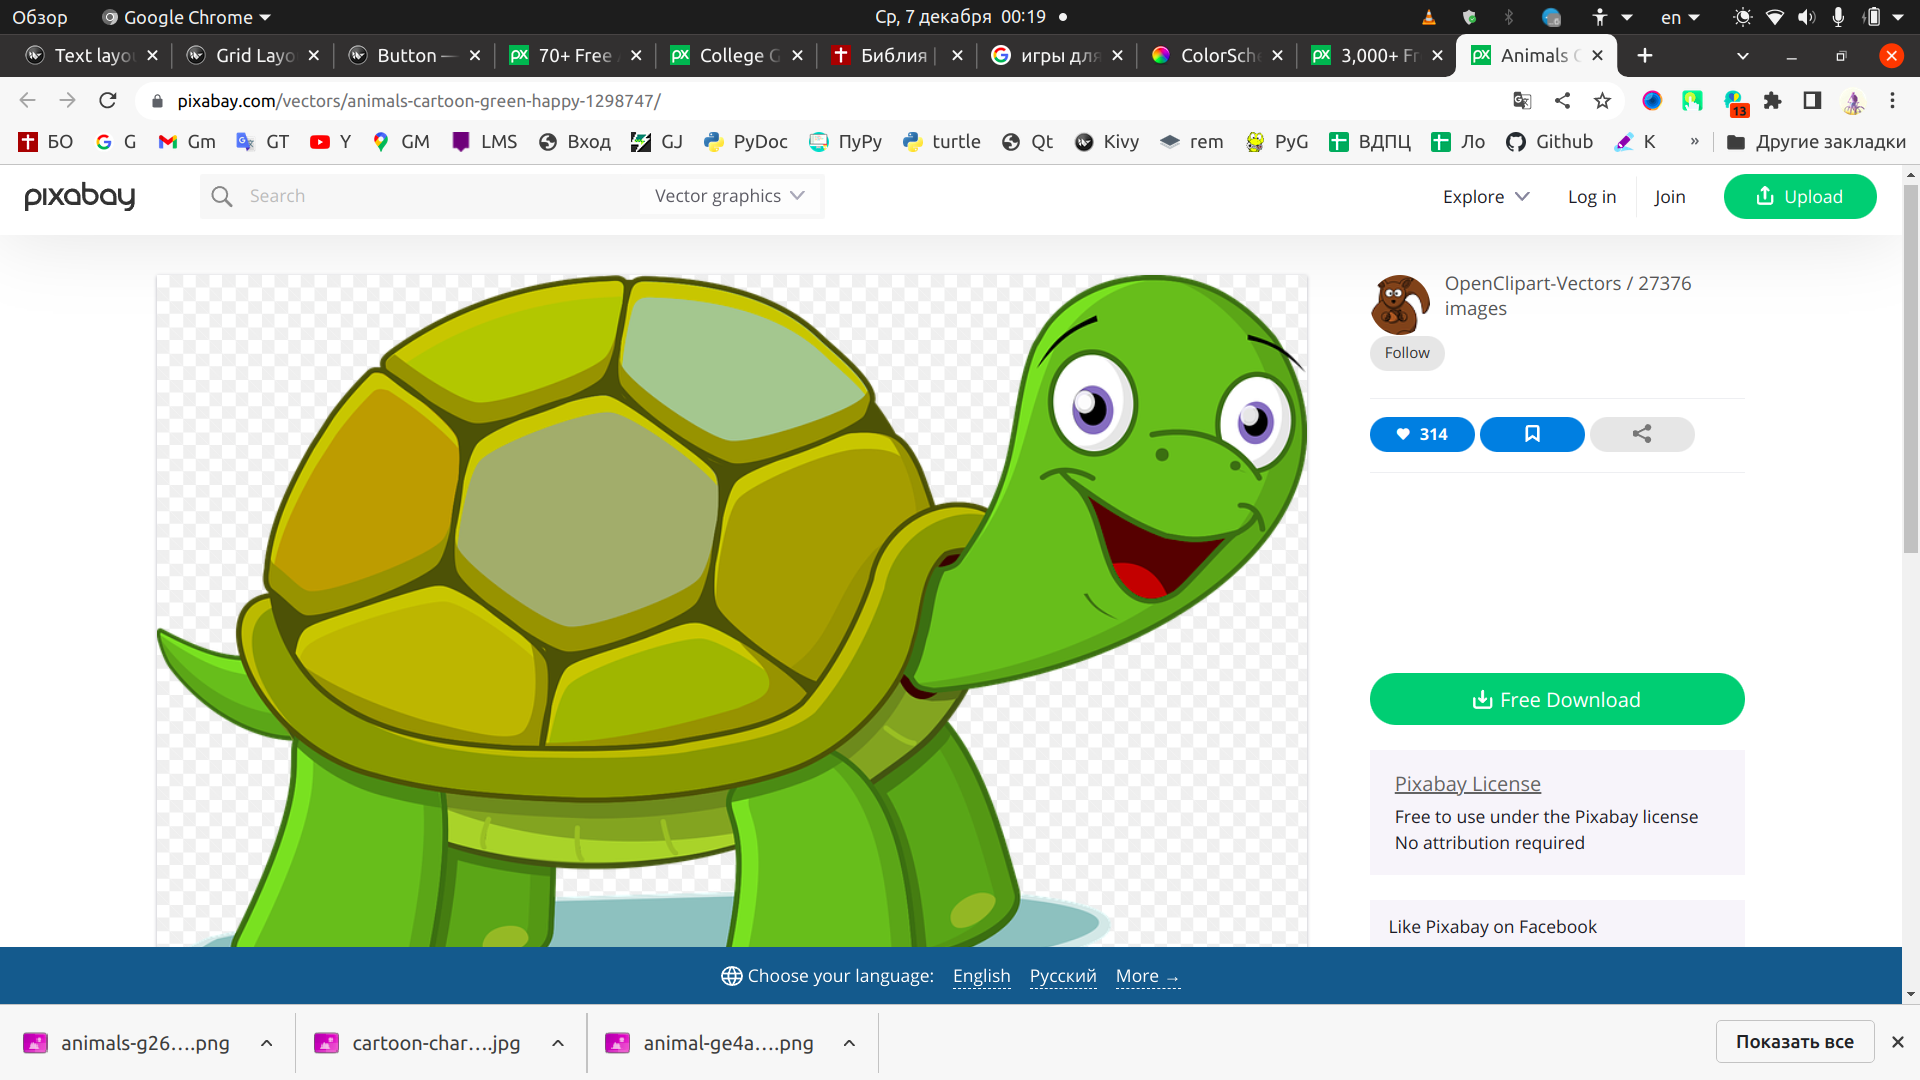 Обзор Google Chrome Ср, 7 декабря 00:19 en
Text layo Grid Layo Button — 70+ Free College G Библия | игры для ColorSche 3,000+ Fr Animals
pixabay.com/vectors/animals-cartoon-green-happy-1298747/ 13
БО G Gm GT Y GM LMS Вход GJ PyDoc ПуРу turtle Qt Kivy rem PyG ВДПЦ Ло Github К » Другие закладки
pixabay Search Vector graphics Explore Log in Join Upload
OpenClipart-Vectors / 27376
images
Follow
314
Free Download
Pixabay License
Free to use under the Pixabay license
No attribution required
Like Pixabay on Facebook
Choose your language: English Русский More →
animals-g26....png cartoon-char....jpg animal-ge4a....png Показать все